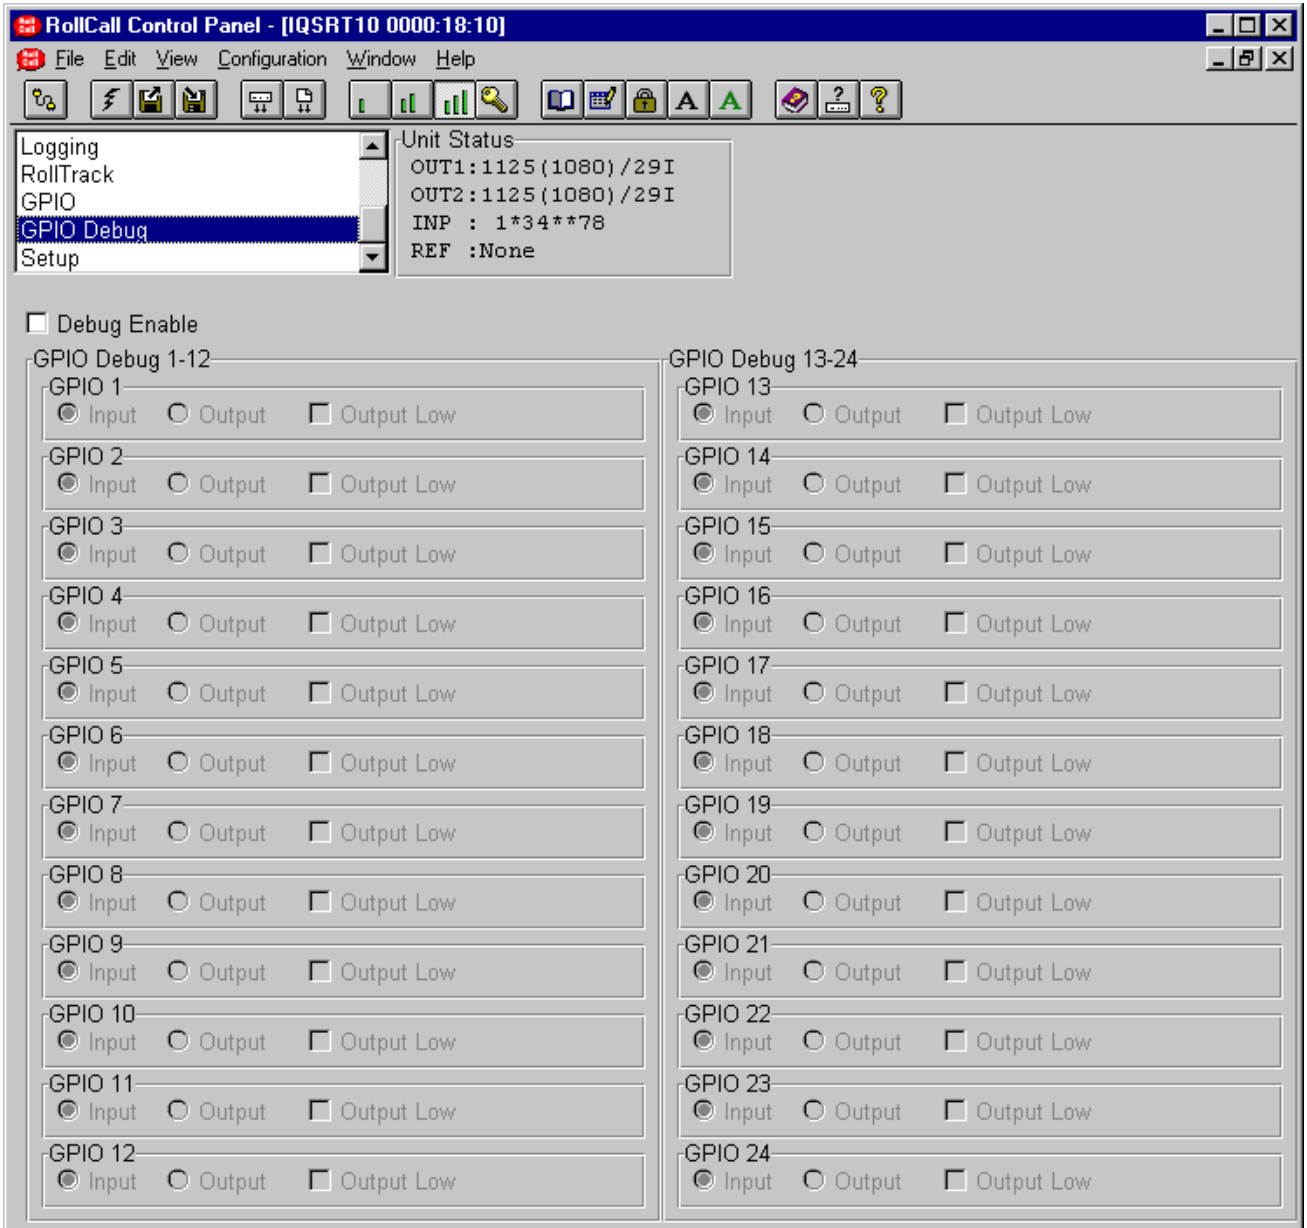 RollCall Control Panel - [IQSRT10 0000:18:10]
File Edit View Configuration Window Help
Logging
RollTrack
GPIO
GPIO Debug
Setup
Unit Status
OUT1:1125(1080)/29I
OUT2:1125(1080)/29I
INP : 1*34**78
REF :None
Debug Enable
GPIO Debug 1-12
GPIO 1
Input Output Output Low
GPIO 2
Input Output Output Low
GPIO 3
Input Output Output Low
GPIO 4
Input Output Output Low
GPIO 5
Input Output Output Low
GPIO 6
Input Output Output Low
GPIO 7
Input Output Output Low
GPIO 8
Input Output Output Low
GPIO 9
Input Output Output Low
GPIO 10
Input Output Output Low
GPIO 11
Input Output Output Low
GPIO 12
Input Output Output Low
GPIO Debug 13-24
GPIO 13
Input Output Output Low
GPIO 14
Input Output Output Low
GPIO 15
Input Output Output Low
GPIO 16
Input Output Output Low
GPIO 17
Input Output Output Low
GPIO 18
Input Output Output Low
GPIO 19
Input Output Output Low
GPIO 20
Input Output Output Low
GPIO 21
Input Output Output Low
GPIO 22
Input Output Output Low
GPIO 23
Input Output Output Low
GPIO 24
Input Output Output Low